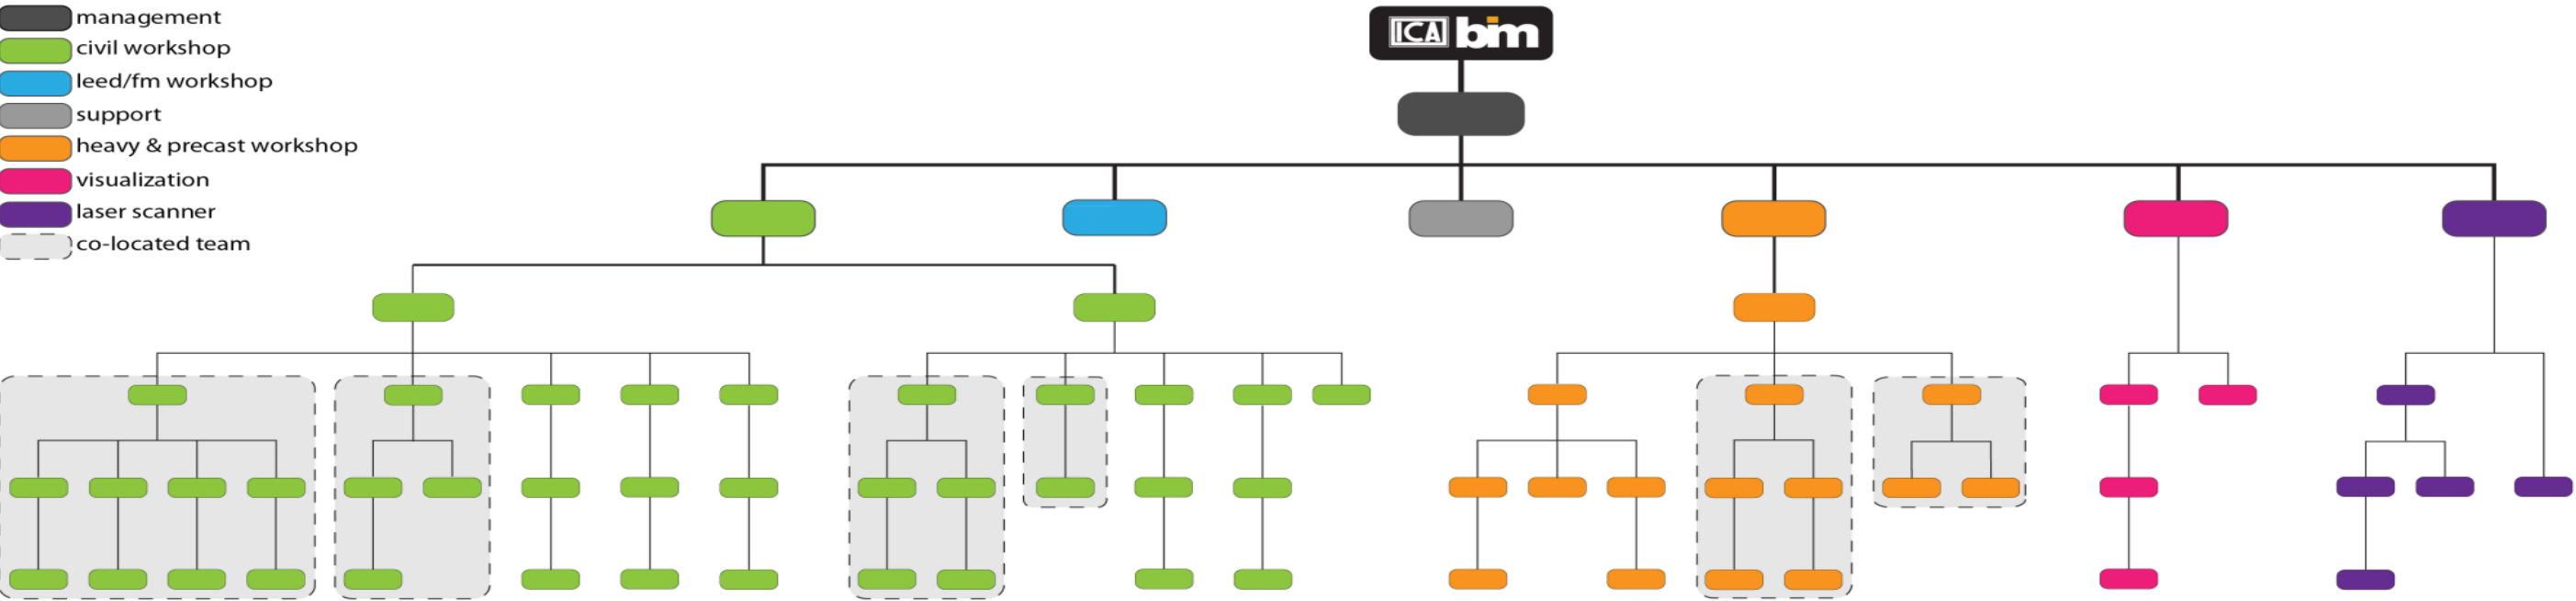 management
civil workshop
leed/fm workshop
support
heavy & precast workshop
visualization
laser scanner
co-located team
ICA bim